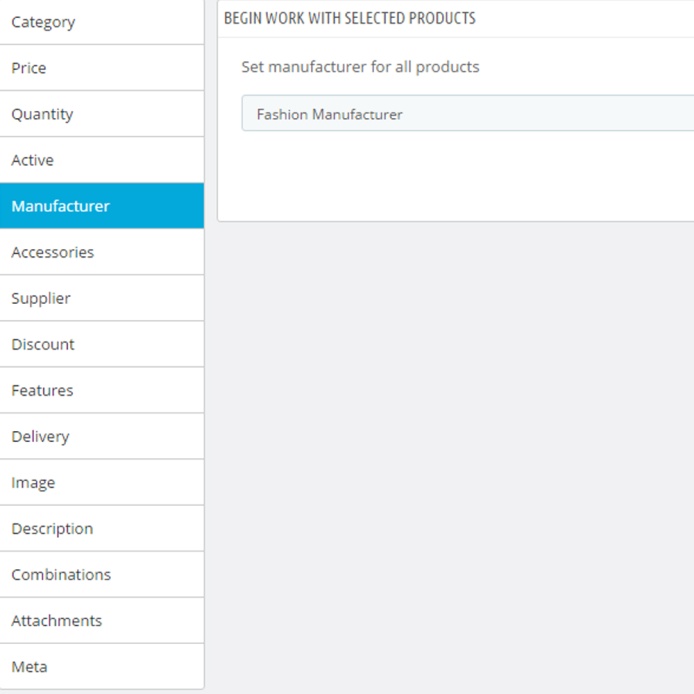 Category
Price
Quantity
Active
Manufacturer
Accessories
Supplier
Discount
Features
Delivery
Image
Description
Combinations
Attachments
Meta
BEGIN WORK WITH SELECTED PRODUCTS
Set manufacturer for all products
Fashion Manufacturer